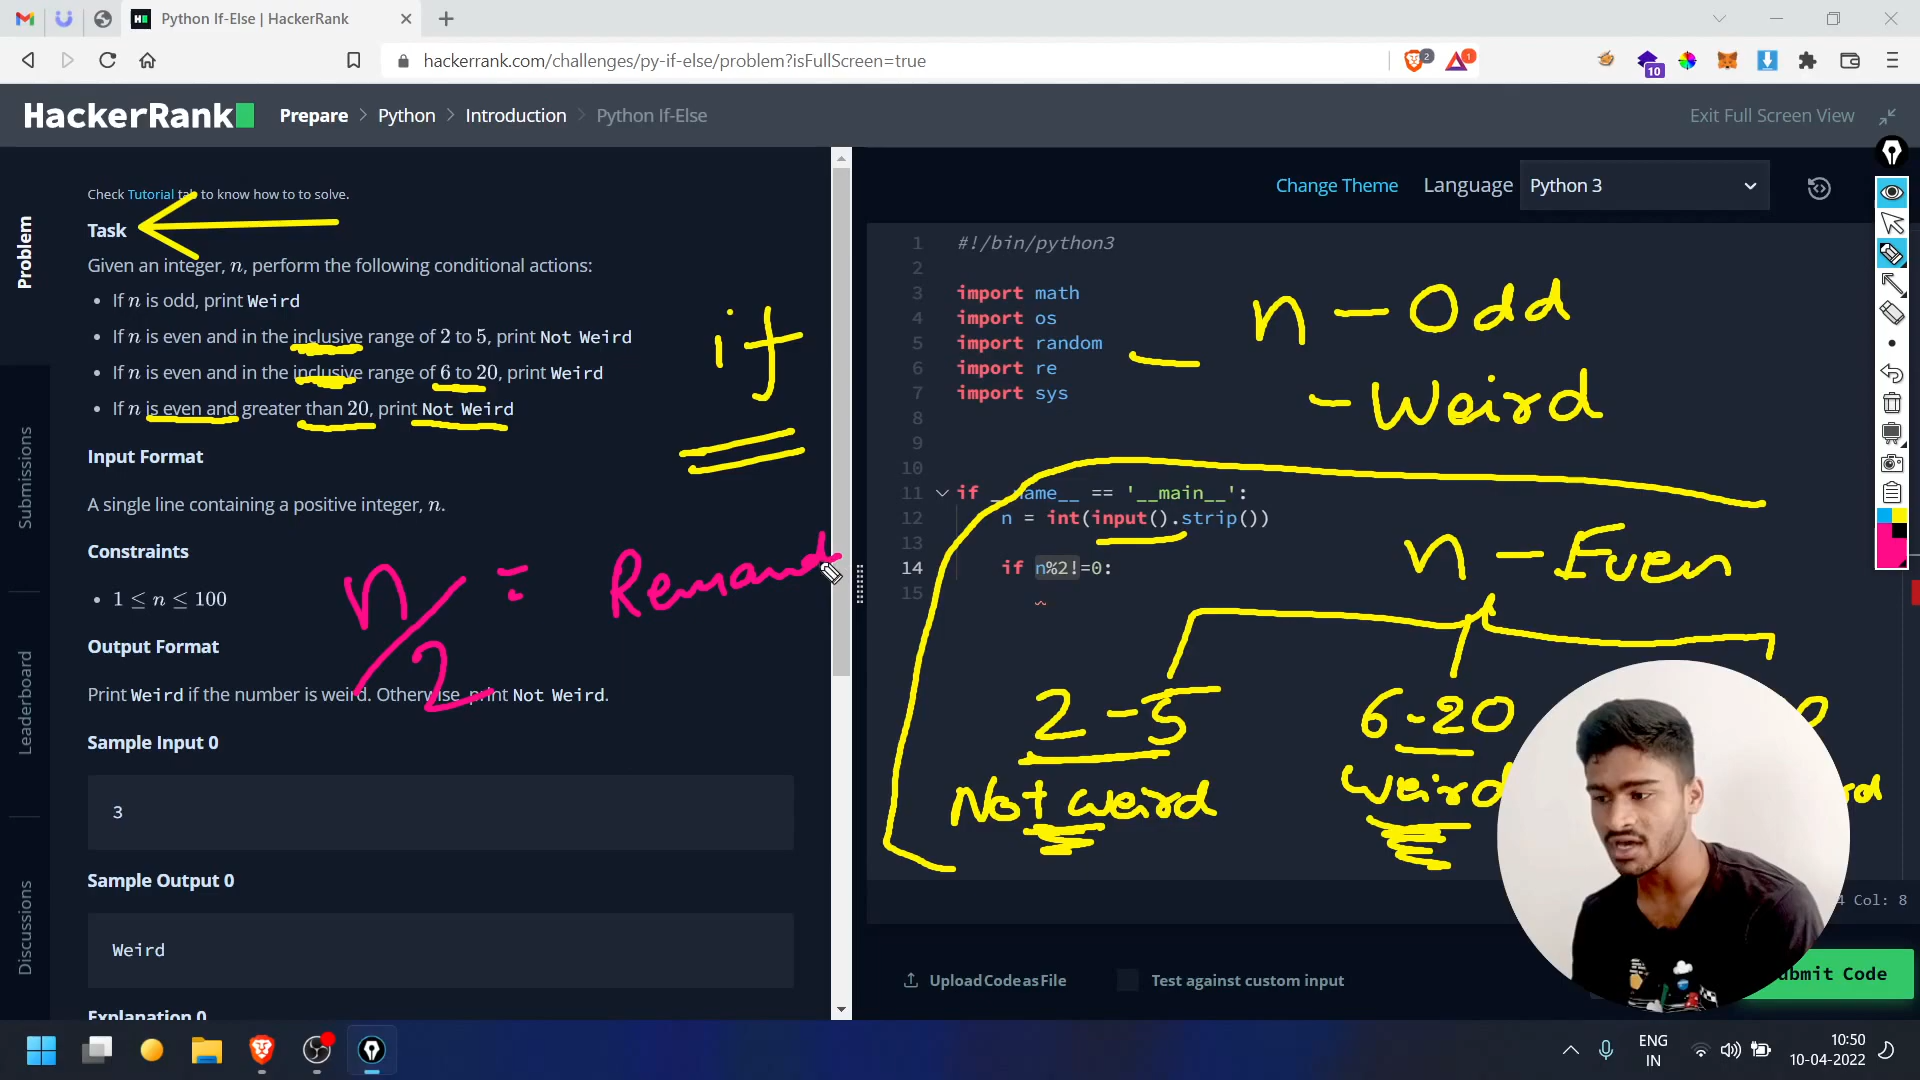 Python If-Else | HackerRank
hackerrank.com/challenges/py-if-else/problem?isFullScreen=true
2
1
10
HackerRank
Prepare > Python > Introduction > Python If-Else
Exit Full Screen View
Problem
Submissions
Leaderboard
Discussions
Check Tutorial tab to know how to to solve.
Task
Given an integer, n, perform the following conditional actions:
• If n is odd, print Weird
• If n is even and in the inclusive range of 2 to 5, print Not Weird
• If n is even and in the inclusive range of 6 to 20, print Weird
• If n is even and greater than 20, print Not Weird
if
Input Format
A single line containing a positive integer, n.
Constraints
• 1 ≤ n ≤ 100
n/2 = Remand
Output Format
Print Weird if the number is weird. Otherwise, print Not Weird.
Sample Input 0
3
Sample Output 0
Weird
Explanation 0
Change Theme
Language
Python 3
1 #!/bin/python3
2
3 import math
4 import os
5 import random
6 import re
7 import sys
8
9
10
11 if __name__ == '__main__':
12 n = int(input().strip())
13
14 if n%2!=0:
15
n - Odd
- Weird
n - Even
2 - 5
6-20
Not weird
weird
Col: 8
Upload Code as File
Test against custom input
Submit Code
ENG
IN
10:50
10-04-2022